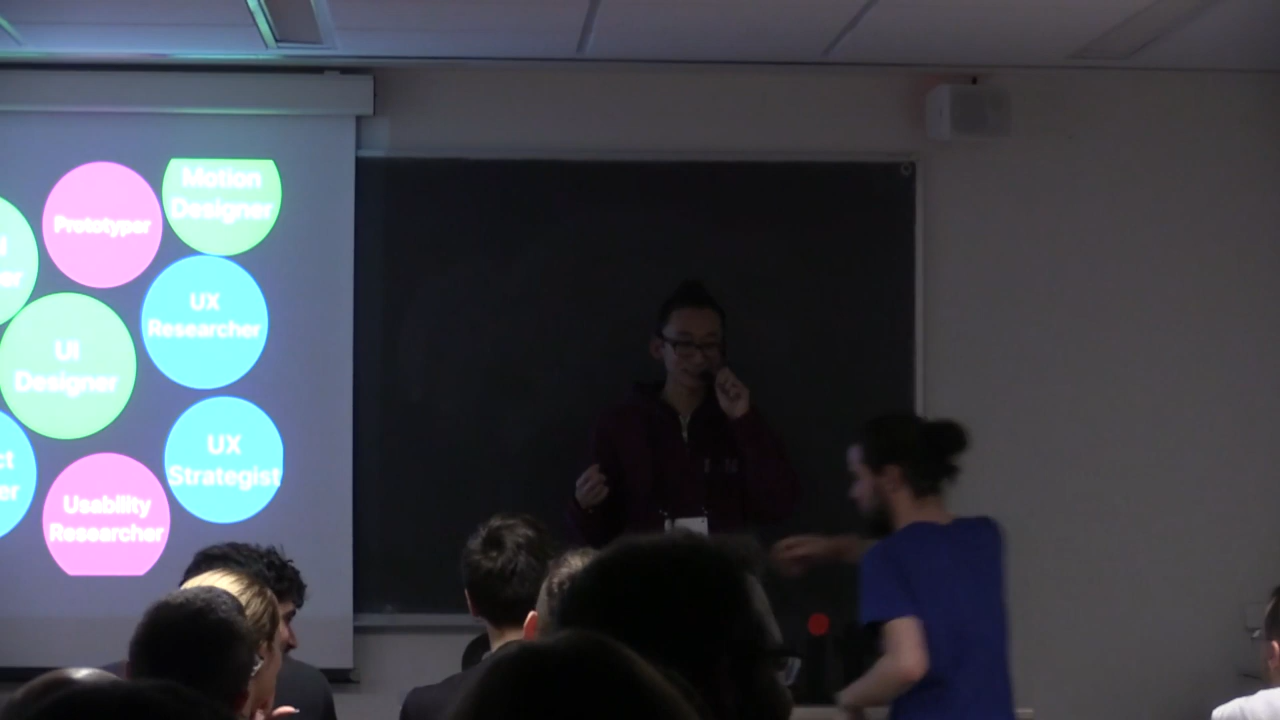 Motion
Designer
Prototyper
UX
Researcher
UI
Designer
UX
Strategist
Usability
Researcher